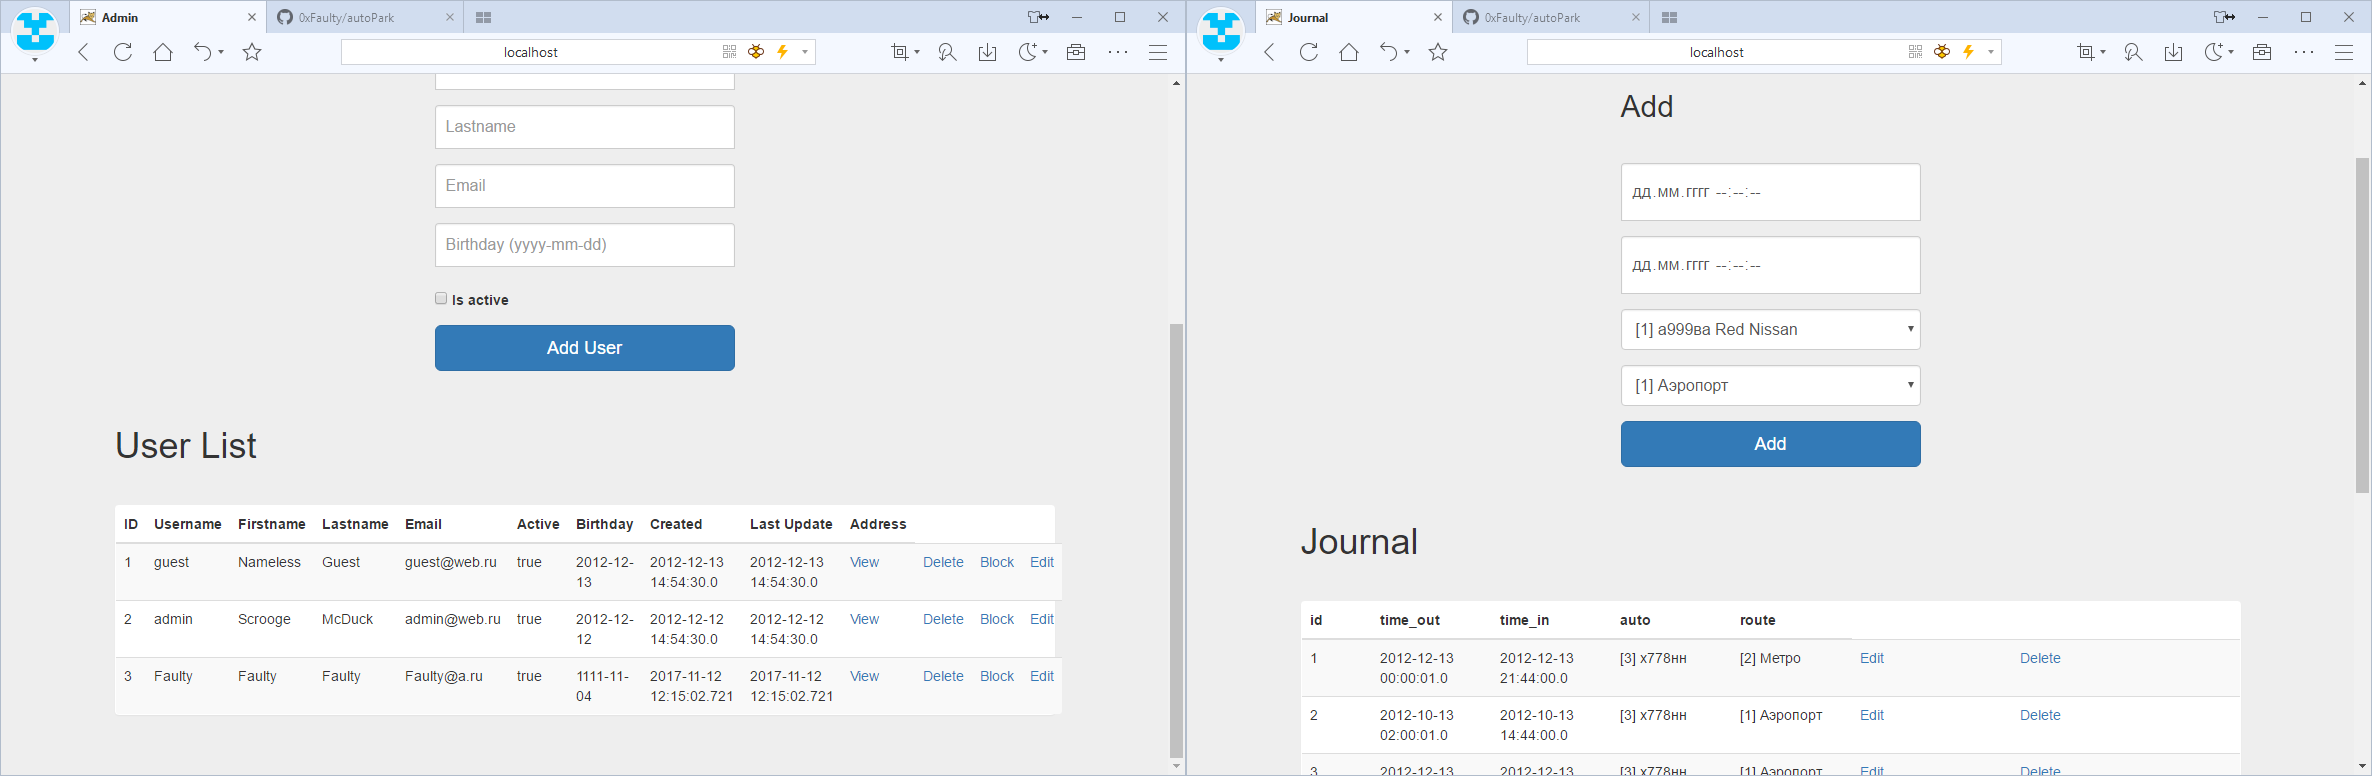 Admin
0xFaulty/autoPark
localhost
Lastname
Email
Birthday (yyyy-mm-dd)
Is active
Add User
User List
ID Username Firstname Lastname Email Active Birthday Created Last Update Address
1 guest Nameless Guest guest@web.ru true 2012-12-13 2012-12-13 14:54:30.0 2012-12-13 14:54:30.0 View Delete Block Edit
2 admin Scrooge McDuck admin@web.ru true 2012-12-12 2012-12-12 14:54:30.0 2012-12-12 14:54:30.0 View Delete Block Edit
3 Faulty Faulty Faulty Faulty@a.ru true 1111-11-04 2017-11-12 12:15:02.721 2017-11-12 12:15:02.721 View Delete Block Edit
Journal
0xFaulty/autoPark
localhost
Add
дд.мм.гггг --:--:--
дд.мм.гггг --:--:--
[1] а999ва Red Nissan
[1] Аэропорт
Add
Journal
id time_out time_in auto route
1 2012-12-13 00:00:01.0 2012-12-13 21:44:00.0 [3] х778нн [2] Метро Edit Delete
2 2012-10-13 02:00:01.0 2012-10-13 14:44:00.0 [3] х778нн [1] Аэропорт Edit Delete
3 2012-12-13 2012-12-13 [3] х778нн [1] Аэропорт Edit Delete